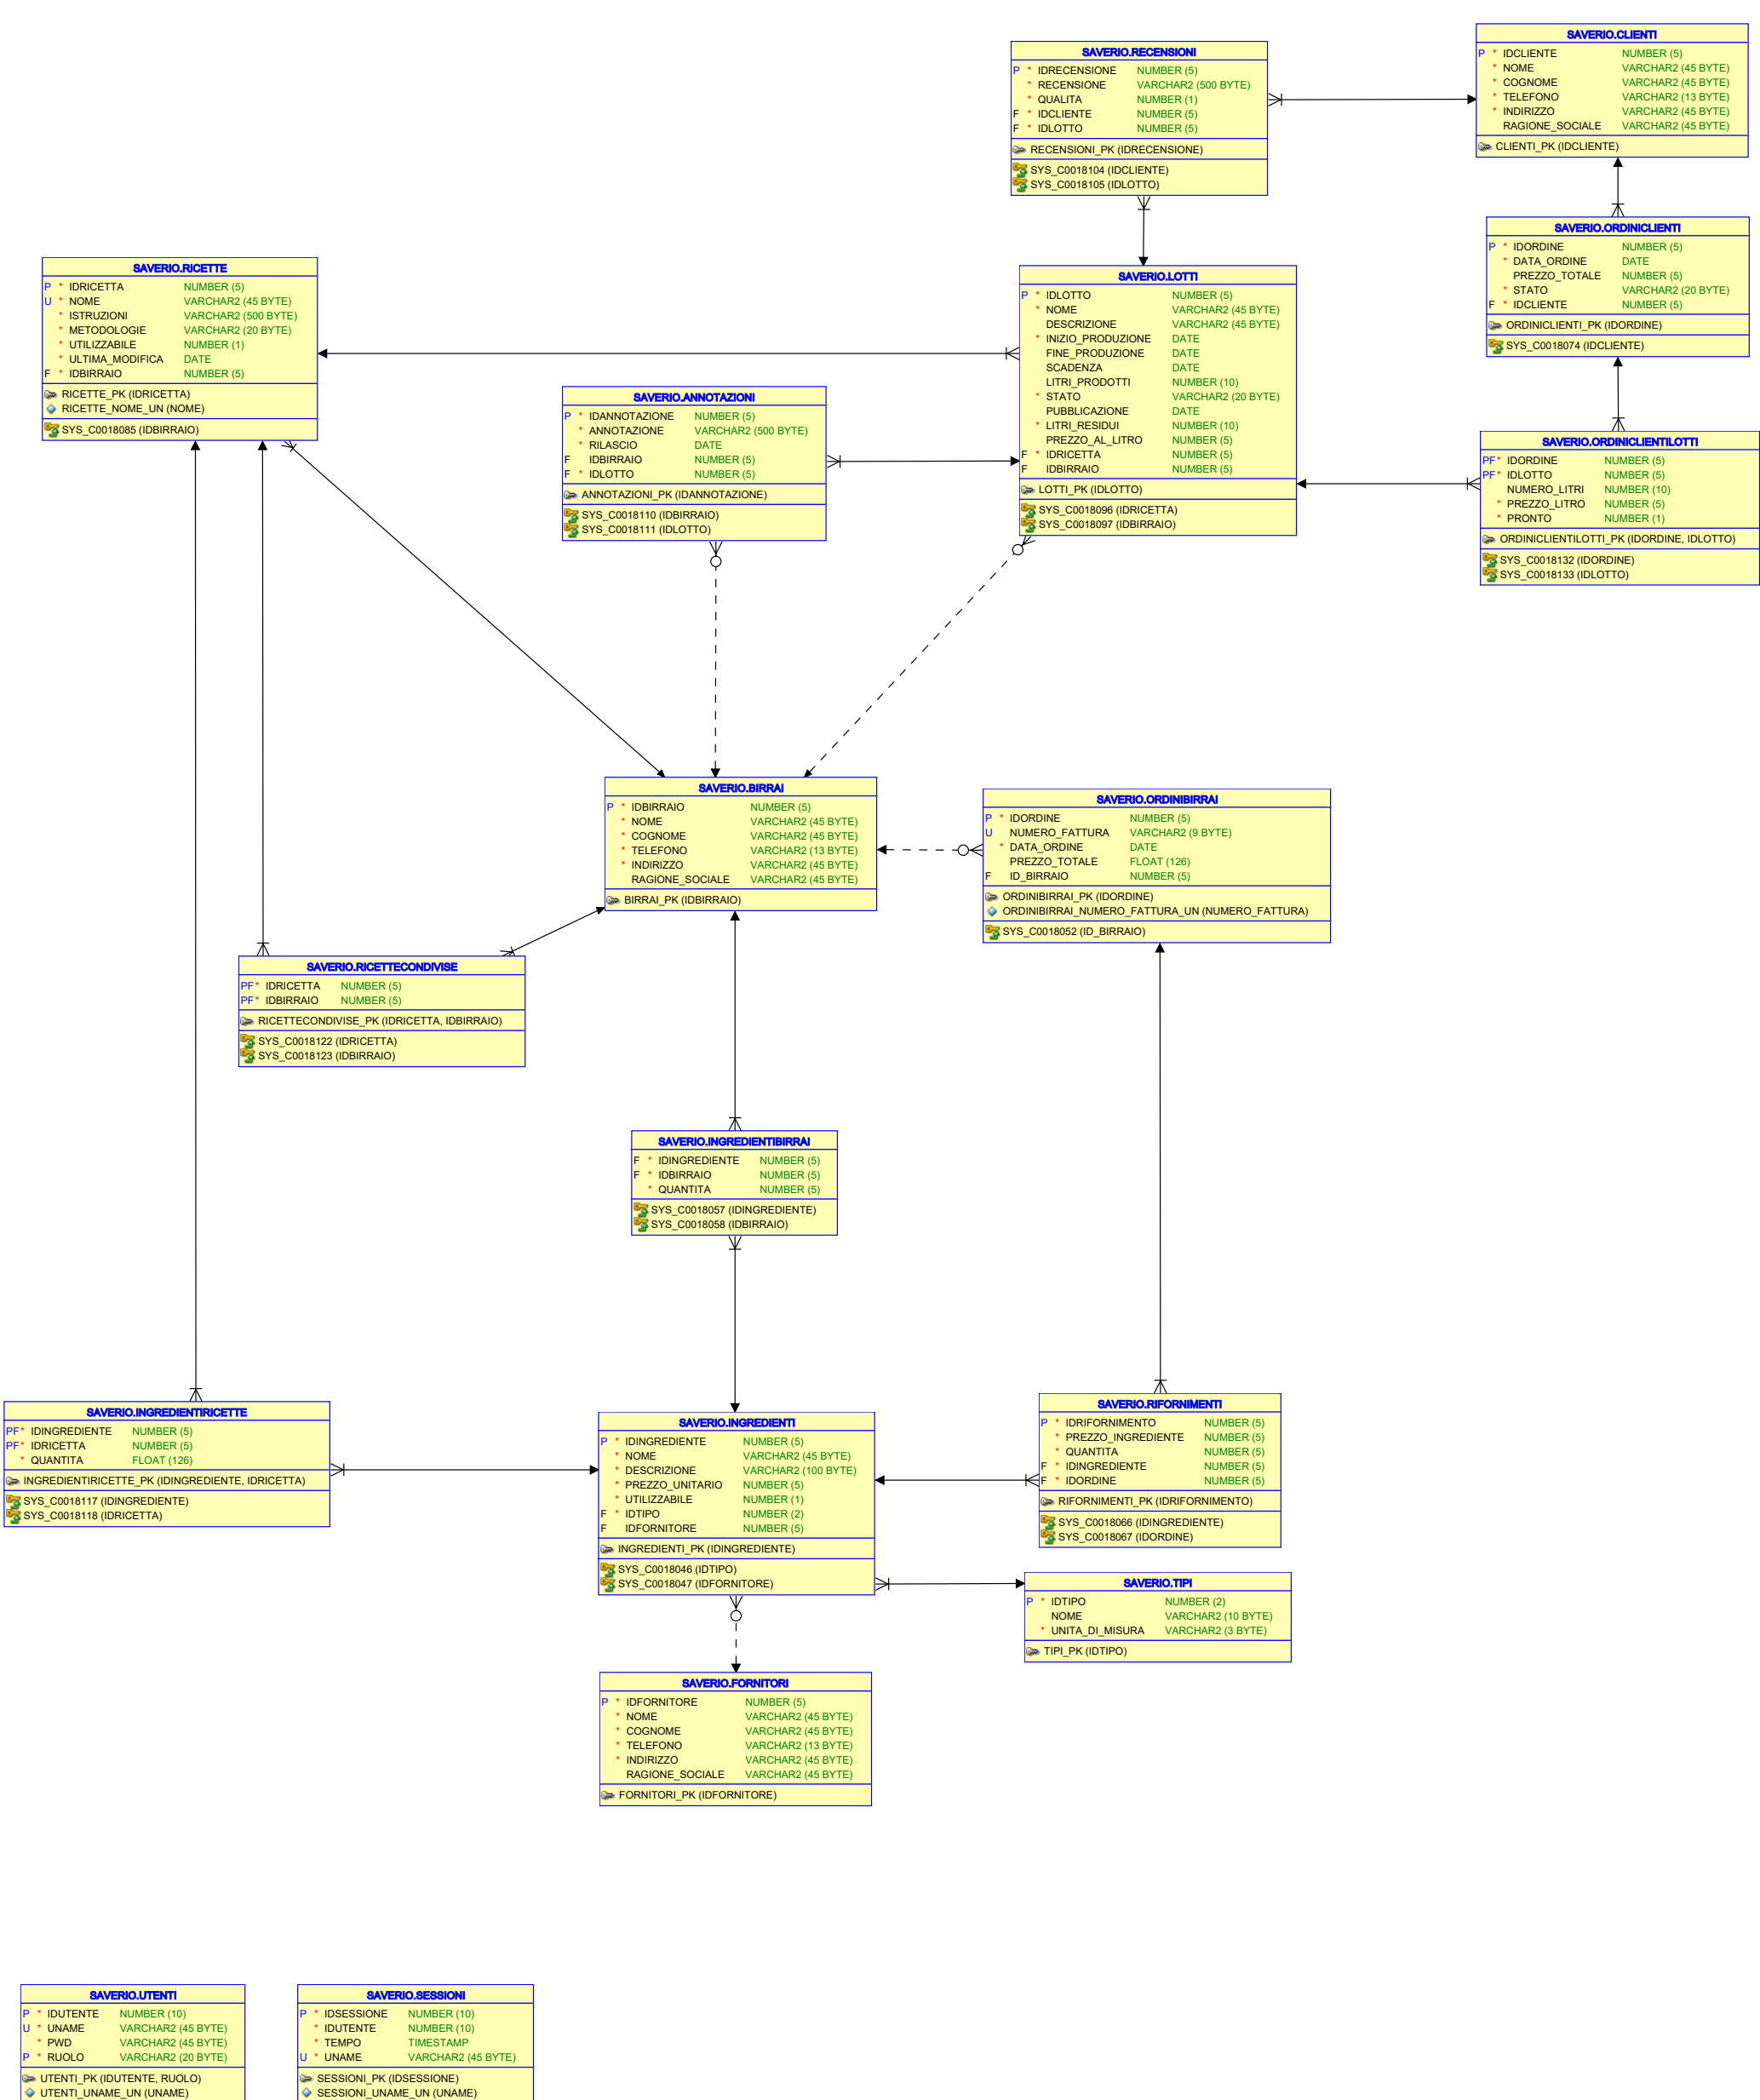 SAVERIO.CLIENTI
P * IDCLIENTE NUMBER (5)
* NOME VARCHAR2 (45 BYTE)
* COGNOME VARCHAR2 (45 BYTE)
* TELEFONO VARCHAR2 (13 BYTE)
* INDIRIZZO VARCHAR2 (45 BYTE)
RAGIONE_SOCIALE VARCHAR2 (45 BYTE)
CLIENTI_PK (IDCLIENTE)
SAVERIO.RECENSIONI
P * IDRECENSIONE NUMBER (5)
* RECENSIONE VARCHAR2 (500 BYTE)
* QUALITA NUMBER (1)
F * IDCLIENTE NUMBER (5)
F * IDLOTTO NUMBER (5)
RECENSIONI_PK (IDRECENSIONE)
SYS_C0018104 (IDCLIENTE)
SYS_C0018105 (IDLOTTO)
SAVERIO.ORDINICLIENTI
P * IDORDINE NUMBER (5)
* DATA_ORDINE DATE
PREZZO_TOTALE NUMBER (5)
* STATO VARCHAR2 (20 BYTE)
F * IDCLIENTE NUMBER (5)
ORDINICLIENTI_PK (IDORDINE)
SYS_C0018074 (IDCLIENTE)
SAVERIO.RICETTE
P * IDRICETTA NUMBER (5)
U * NOME VARCHAR2 (45 BYTE)
* ISTRUZIONI VARCHAR2 (500 BYTE)
* METODOLOGIE VARCHAR2 (20 BYTE)
* UTILIZZABILE NUMBER (1)
* ULTIMA_MODIFICA DATE
F * IDBIRRAIO NUMBER (5)
RICETTE_PK (IDRICETTA)
RICETTE_NOME_UN (NOME)
SYS_C0018085 (IDBIRRAIO)
SAVERIO.LOTTI
P * IDLOTTO NUMBER (5)
* NOME VARCHAR2 (45 BYTE)
DESCRIZIONE VARCHAR2 (45 BYTE)
* INIZIO_PRODUZIONE DATE
FINE_PRODUZIONE DATE
SCADENZA DATE
LITRI_PRODOTTI NUMBER (10)
* STATO VARCHAR2 (20 BYTE)
PUBBLICAZIONE DATE
* LITRI_RESIDUI NUMBER (10)
PREZZO_AL_LITRO NUMBER (5)
F * IDRICETTA NUMBER (5)
F IDBIRRAIO NUMBER (5)
LOTTI_PK (IDLOTTO)
SYS_C0018096 (IDRICETTA)
SYS_C0018097 (IDBIRRAIO)
SAVERIO.ANNOTAZIONI
P * IDANNOTAZIONE NUMBER (5)
* ANNOTAZIONE VARCHAR2 (500 BYTE)
* RILASCIO DATE
F IDBIRRAIO NUMBER (5)
F * IDLOTTO NUMBER (5)
ANNOTAZIONI_PK (IDANNOTAZIONE)
SYS_C0018110 (IDBIRRAIO)
SYS_C0018111 (IDLOTTO)
SAVERIO.ORDINICLIENTILOTTI
PF* IDORDINE NUMBER (5)
PF* IDLOTTO NUMBER (5)
NUMERO_LITRI NUMBER (10)
* PREZZO_LITRO NUMBER (5)
* PRONTO NUMBER (1)
ORDINICLIENTILOTTI_PK (IDORDINE, IDLOTTO)
SYS_C0018132 (IDORDINE)
SYS_C0018133 (IDLOTTO)
SAVERIO.BIRRAI
P * IDBIRRAIO NUMBER (5)
* NOME VARCHAR2 (45 BYTE)
* COGNOME VARCHAR2 (45 BYTE)
* TELEFONO VARCHAR2 (13 BYTE)
* INDIRIZZO VARCHAR2 (45 BYTE)
RAGIONE_SOCIALE VARCHAR2 (45 BYTE)
BIRRAI_PK (IDBIRRAIO)
SAVERIO.ORDINIBIRRAI
P * IDORDINE NUMBER (5)
U NUMERO_FATTURA VARCHAR2 (9 BYTE)
* DATA_ORDINE DATE
PREZZO_TOTALE FLOAT (126)
F ID_BIRRAIO NUMBER (5)
ORDINIBIRRAI_PK (IDORDINE)
ORDINIBIRRAI_NUMERO_FATTURA_UN (NUMERO_FATTURA)
SYS_C0018052 (ID_BIRRAIO)
SAVERIO.RICETTECONDIVISE
PF* IDRICETTA NUMBER (5)
PF* IDBIRRAIO NUMBER (5)
RICETTECONDIVISE_PK (IDRICETTA, IDBIRRAIO)
SYS_C0018122 (IDRICETTA)
SYS_C0018123 (IDBIRRAIO)
SAVERIO.INGREDIENTIBIRRAI
F * IDINGREDIENTE NUMBER (5)
F * IDBIRRAIO NUMBER (5)
* QUANTITA NUMBER (5)
SYS_C0018057 (IDINGREDIENTE)
SYS_C0018058 (IDBIRRAIO)
SAVERIO.INGREDIENTIRICETTE
PF* IDINGREDIENTE NUMBER (5)
PF* IDRICETTA NUMBER (5)
* QUANTITA FLOAT (126)
INGREDIENTIRICETTE_PK (IDINGREDIENTE, IDRICETTA)
SYS_C0018117 (IDINGREDIENTE)
SYS_C0018118 (IDRICETTA)
SAVERIO.INGREDIENTI
P * IDINGREDIENTE NUMBER (5)
* NOME VARCHAR2 (45 BYTE)
* DESCRIZIONE VARCHAR2 (100 BYTE)
* PREZZO_UNITARIO NUMBER (5)
* UTILIZZABILE NUMBER (1)
F * IDTIPO NUMBER (2)
F IDFORNITORE NUMBER (5)
INGREDIENTI_PK (IDINGREDIENTE)
SYS_C0018046 (IDTIPO)
SYS_C0018047 (IDFORNITORE)
SAVERIO.RIFORNIMENTI
P * IDRIFORNIMENTO NUMBER (5)
* PREZZO_INGREDIENTE NUMBER (5)
* QUANTITA NUMBER (5)
F * IDINGREDIENTE NUMBER (5)
F * IDORDINE NUMBER (5)
RIFORNIMENTI_PK (IDRIFORNIMENTO)
SYS_C0018066 (IDINGREDIENTE)
SYS_C0018067 (IDORDINE)
SAVERIO.TIPI
P * IDTIPO NUMBER (2)
NOME VARCHAR2 (10 BYTE)
* UNITA_DI_MISURA VARCHAR2 (3 BYTE)
TIPI_PK (IDTIPO)
SAVERIO.FORNITORI
P * IDFORNITORE NUMBER (5)
* NOME VARCHAR2 (45 BYTE)
* COGNOME VARCHAR2 (45 BYTE)
* TELEFONO VARCHAR2 (13 BYTE)
* INDIRIZZO VARCHAR2 (45 BYTE)
RAGIONE_SOCIALE VARCHAR2 (45 BYTE)
FORNITORI_PK (IDFORNITORE)
SAVERIO.UTENTI
P * IDUTENTE NUMBER (10)
U * UNAME VARCHAR2 (45 BYTE)
* PWD VARCHAR2 (45 BYTE)
P * RUOLO VARCHAR2 (20 BYTE)
UTENTI_PK (IDUTENTE, RUOLO)
UTENTI_UNAME_UN (UNAME)
SAVERIO.SESSIONI
P * IDSESSIONE NUMBER (10)
* IDUTENTE NUMBER (10)
* TEMPO TIMESTAMP
U * UNAME VARCHAR2 (45 BYTE)
SESSIONI_PK (IDSESSIONE)
SESSIONI_UNAME_UN (UNAME)